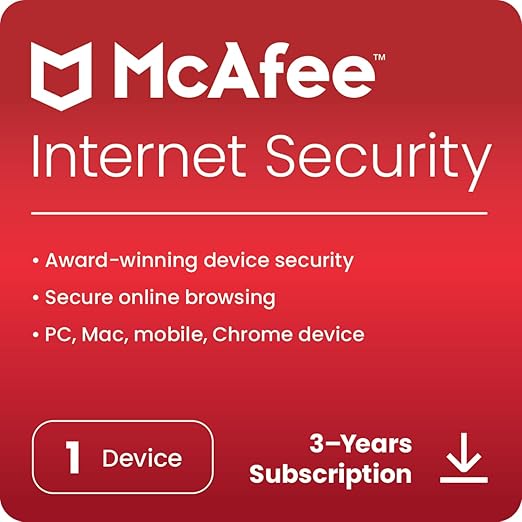 McAfee™
Internet Security
• Award-winning device security
• Secure online browsing
• PC, Mac, mobile, Chrome device
1 Device
3–Years
Subscription